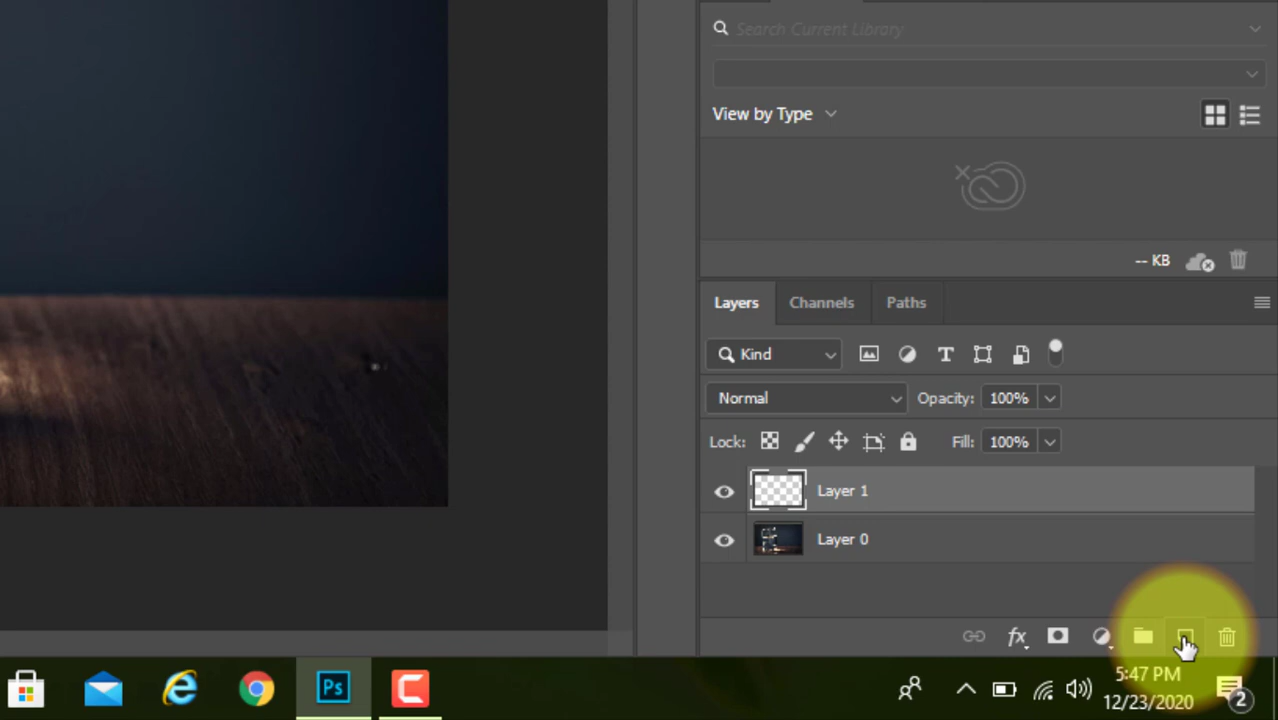 Search Current Library
View by Type
-- KB
Layers Channels Paths
Kind T
Normal Opacity: 100%
Lock: Fill: 100%
Layer 1
Layer 0
fx
Ps
5:47 PM
12/23/2020
2